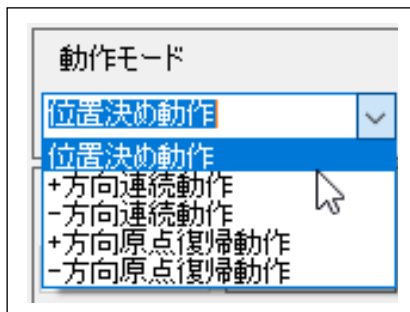 動作モード
位置決め動作
位置決め動作
+方向連続動作
-方向連続動作
+方向原点復帰動作
-方向原点復帰動作